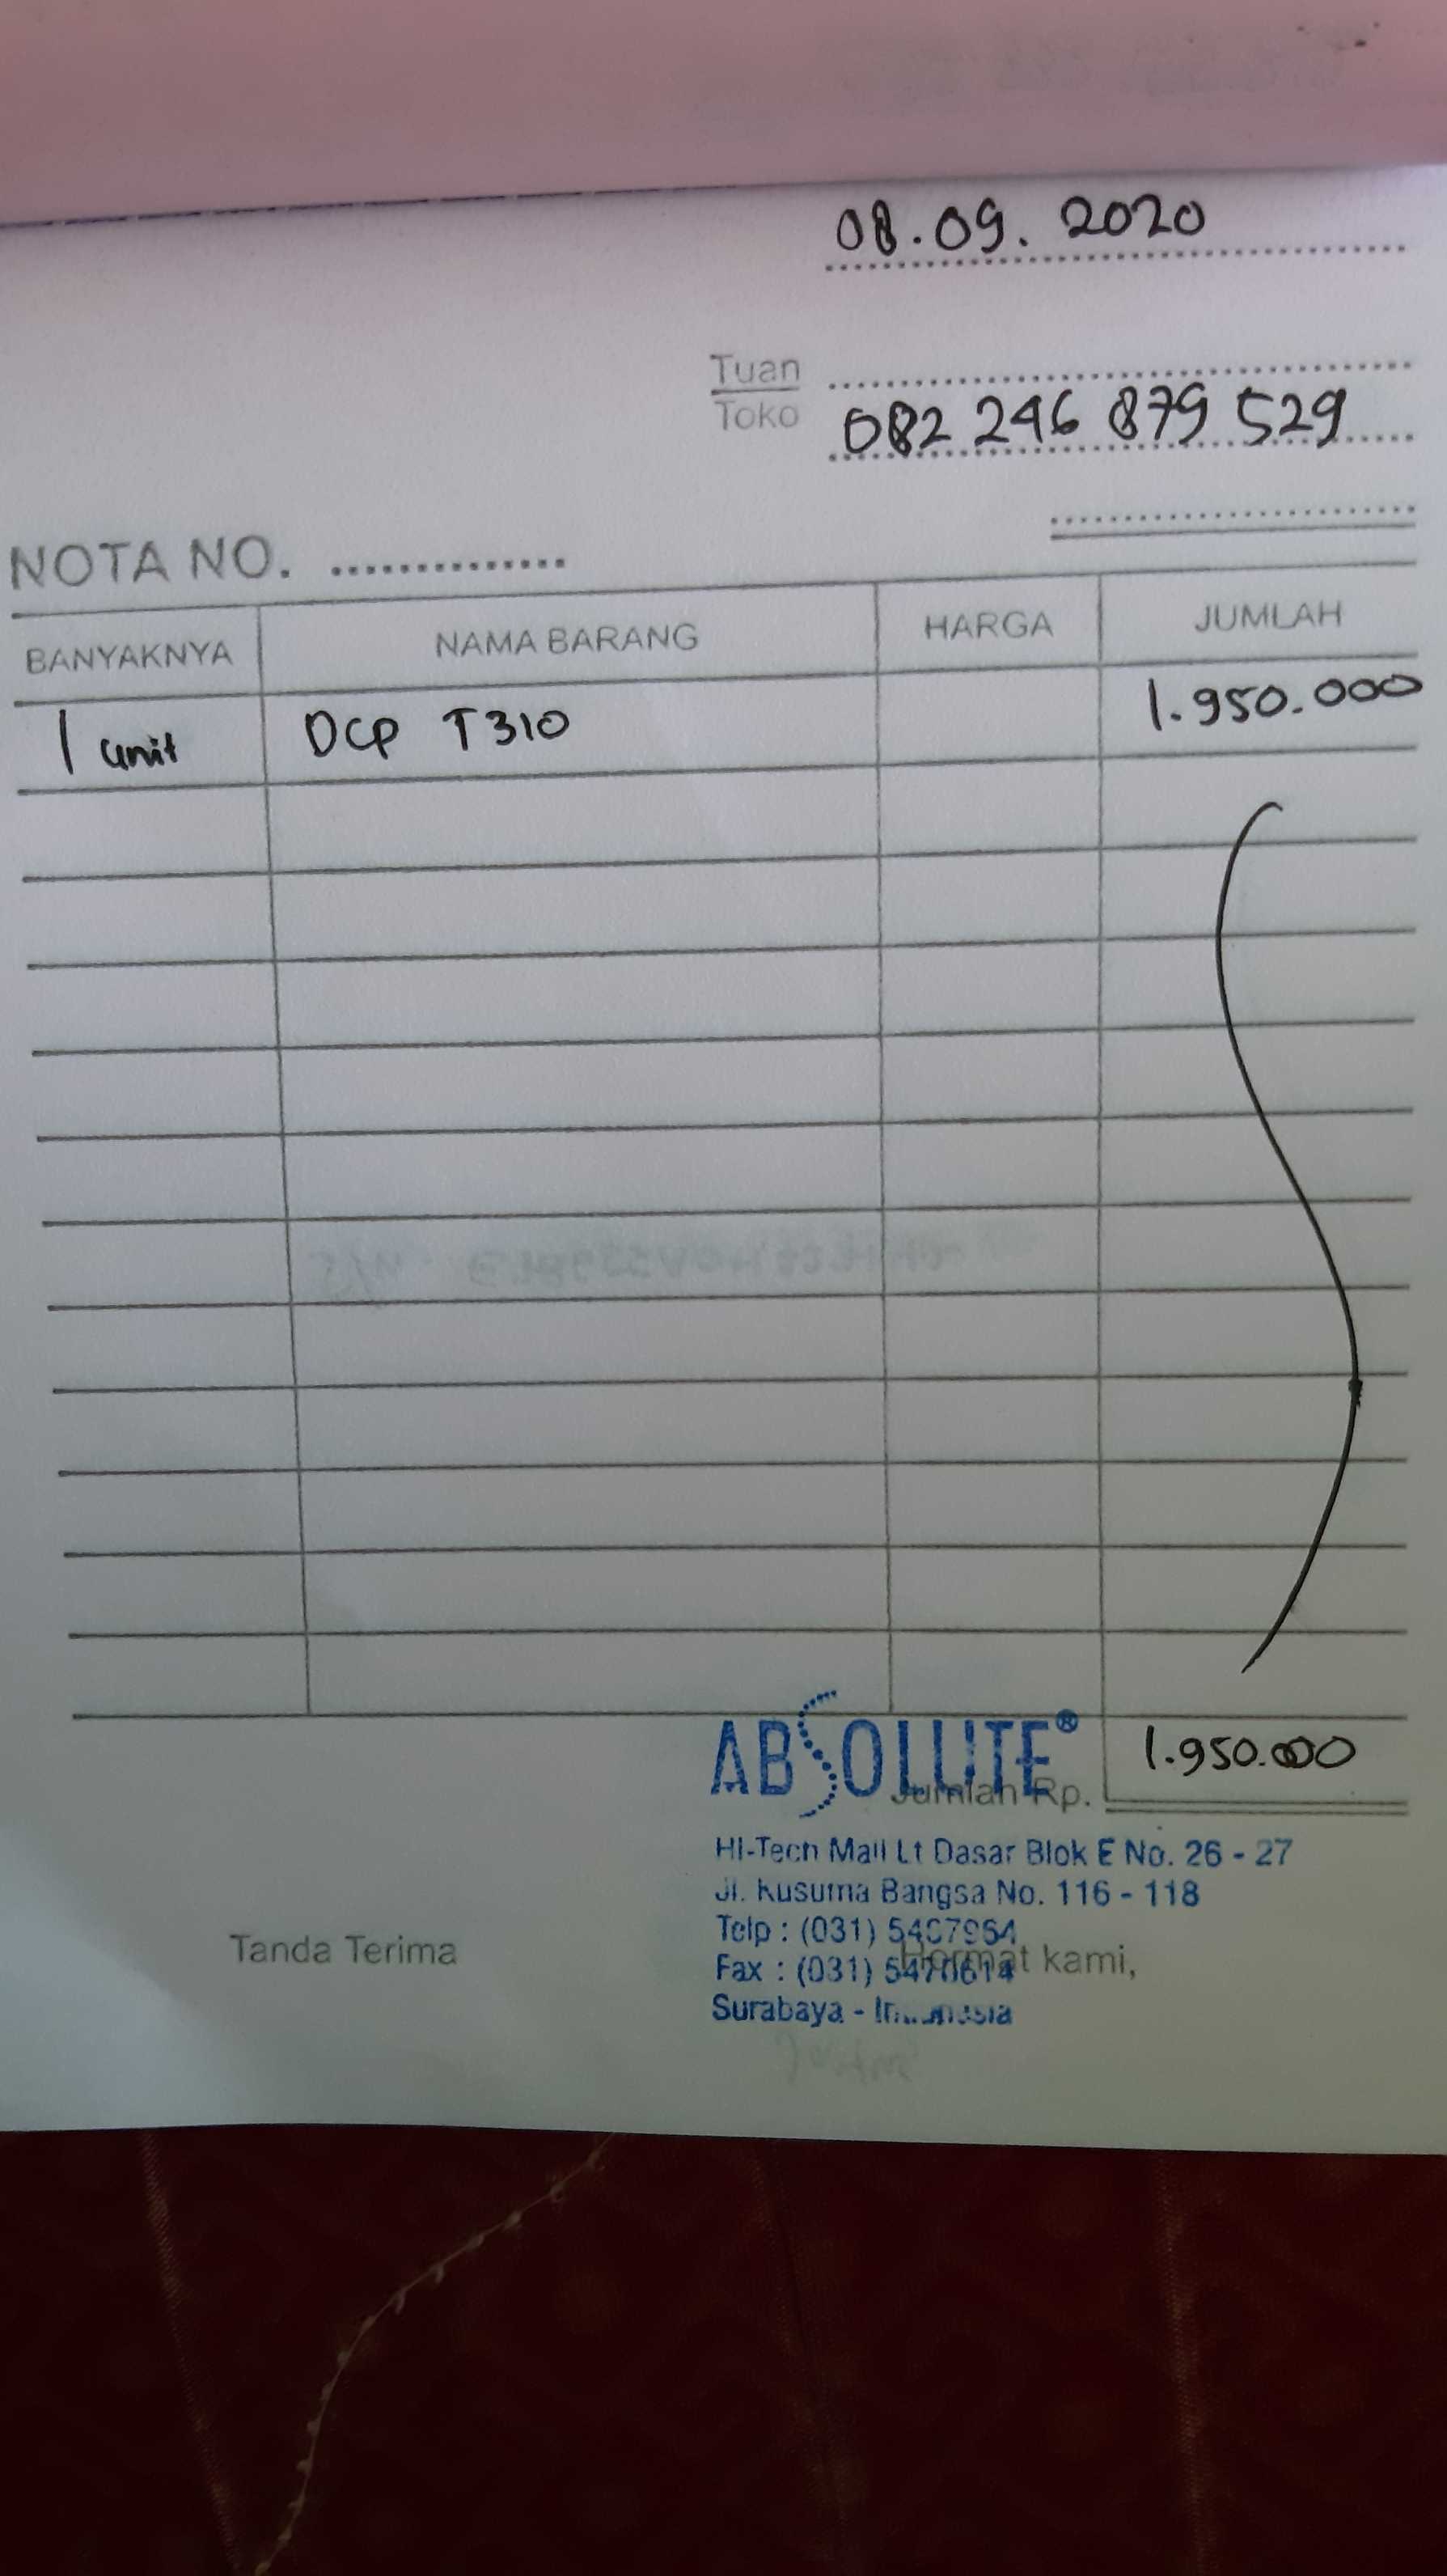 08.09.2020
Tuan
Toko 082 246 879 529
NOTA NO. ..............
BANYAKNYA NAMA BARANG HARGA JUMLAH
1 unit DCP T310 1.950.000
ABSOLUTE®
Jumlah Rp. 1.950.000
Hi-Tech Mall Lt Dasar Blok E No. 26 - 27
Jl. Kusuma Bangsa No. 116 - 118
Telp : (031)
Tanda Terima Hormat kami,
Fax : (031)
Surabaya - Indonesia